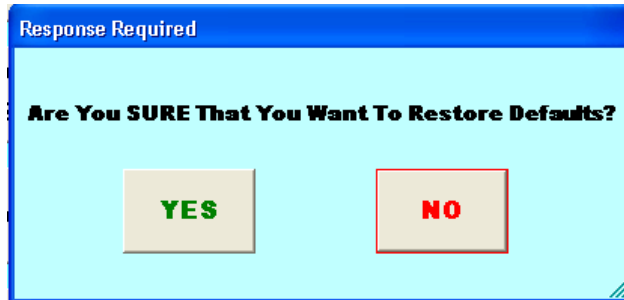 Response Required
Are You SURE That You Want To Restore Defaults?
YES
NO